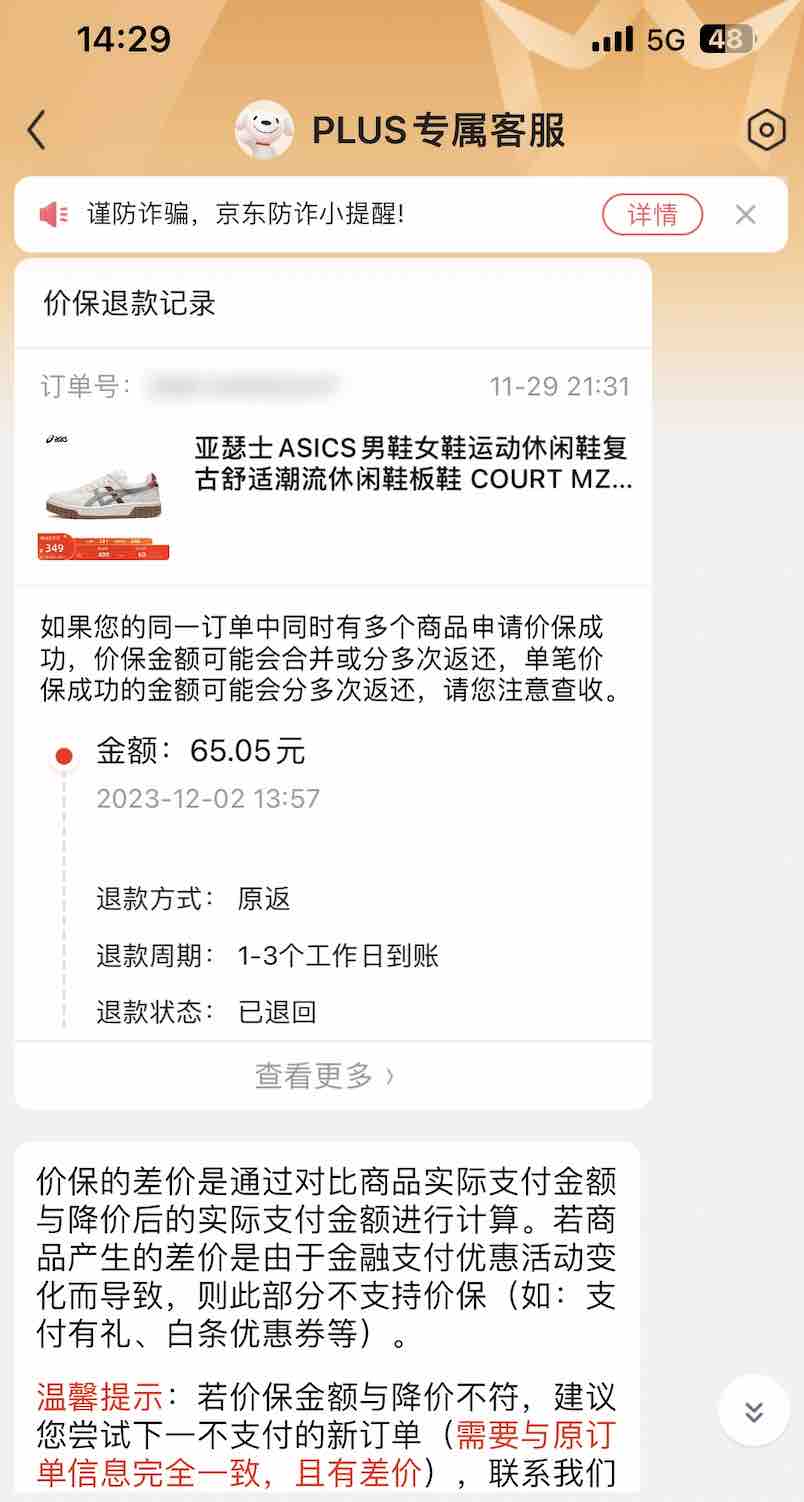 14:29
5G 48
PLUS专属客服
谨防诈骗，京东防诈小提醒!
详情
价保退款记录
订单号：
11-29 21:31
asics
亚瑟士ASICS男鞋女鞋运动休闲鞋复
古舒适潮流休闲鞋板鞋 COURT MZ...
349
如果您的同一订单中同时有多个商品申请价保成
功，价保金额可能会合并或分多次返还，单笔价
保成功的金额可能会分多次返还，请您注意查收。
金额：65.05元
2023-12-02 13:57
退款方式： 原返
退款周期： 1-3个工作日到账
退款状态： 已退回
查看更多 ›
价保的差价是通过对比商品实际支付金额
与降价后的实际支付金额进行计算。若商
品产生的差价是由于金融支付优惠活动变
化而导致，则此部分不支持价保（如：支
付有礼、白条优惠券等）。
温馨提示：若价保金额与降价不符，建议
您尝试下一不支付的新订单（需要与原订
单信息完全一致，且有差价），联系我们